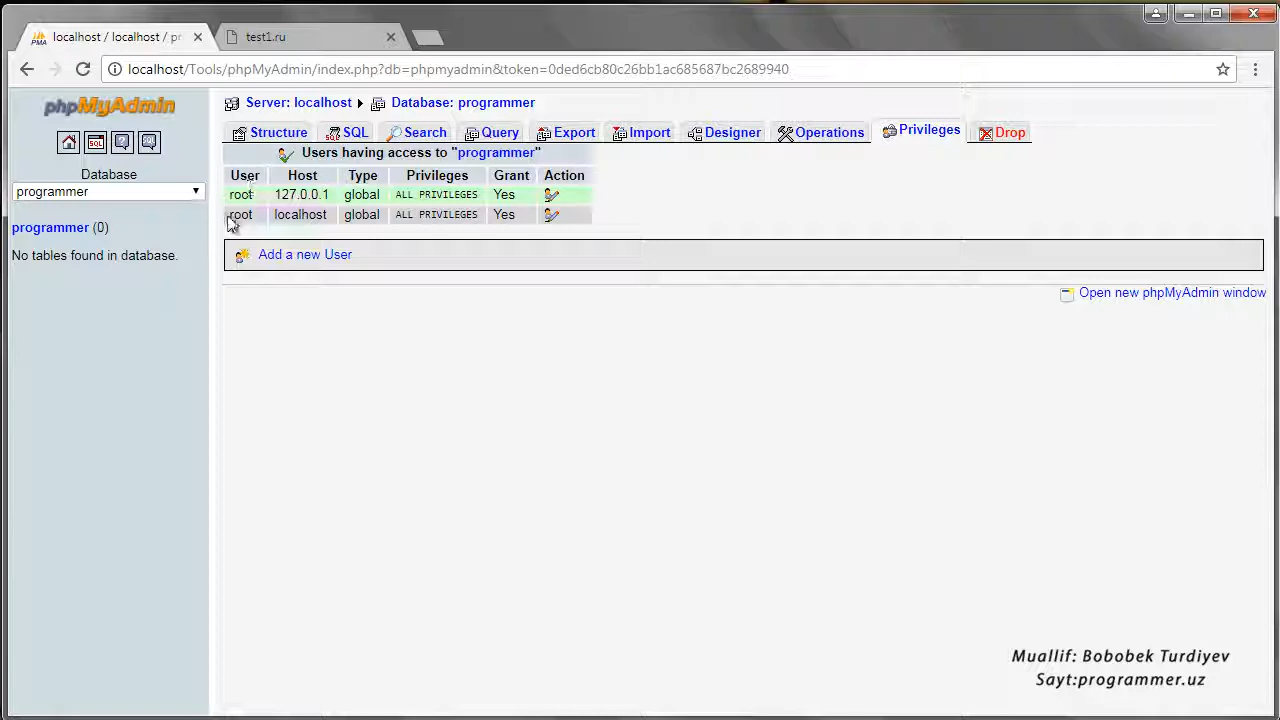 localhost / localhost / pr
test1.ru
localhost/Tools/phpMyAdmin/index.php?db=phpmyadmin&token=0ded6cb80c26bb1ac685687bc2689940
phpMyAdmin
Database
programmer
programmer (0)
No tables found in database.
Server: localhost Database: programmer
Structure SQL Search Query Export Import Designer Operations Privileges Drop
Users having access to "programmer"
User Host Type Privileges Grant Action
root 127.0.0.1 global ALL PRIVILEGES Yes
root localhost global ALL PRIVILEGES Yes
Add a new User
Open new phpMyAdmin window
Muallif: Bobobek Turdiyev
Sayt:programmer.uz